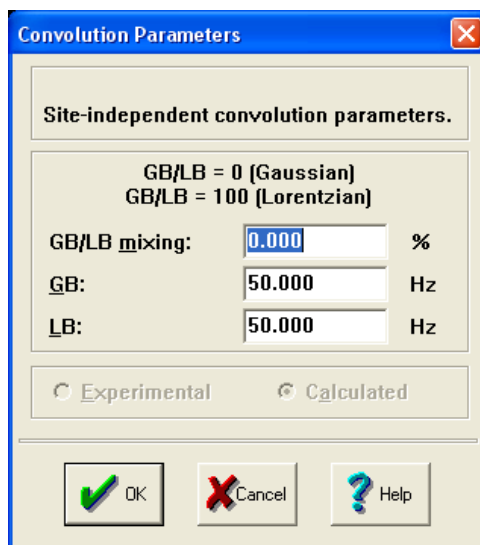 Convolution Parameters
Site-independent convolution parameters.
GB/LB = 0 (Gaussian)
GB/LB = 100 (Lorentzian)
GB/LB mixing: 0.000 %
GB: 50.000 Hz
LB: 50.000 Hz
Experimental Calculated
OK Cancel Help